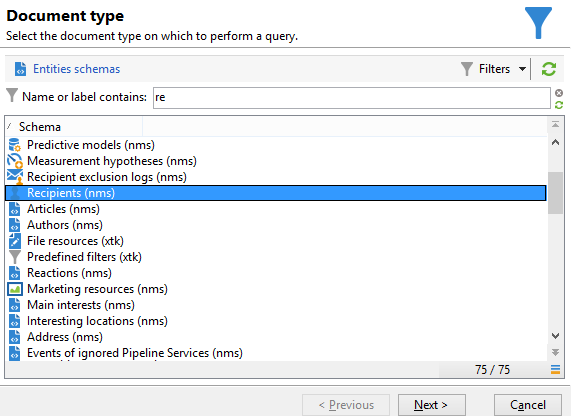 Document type
Select the document type on which to perform a query.
Entities schemas
Filters
Name or label contains: re
Schema
Predictive models (nms)
Measurement hypotheses (nms)
Recipient exclusion logs (nms)
Recipients (nms)
Articles (nms)
Authors (nms)
File resources (xtk)
Predefined filters (xtk)
Reactions (nms)
Marketing resources (nms)
Main interests (nms)
Interesting locations (nms)
Address (nms)
Events of ignored Pipeline Services (nms)
75 / 75
< Previous
Next >
Cancel